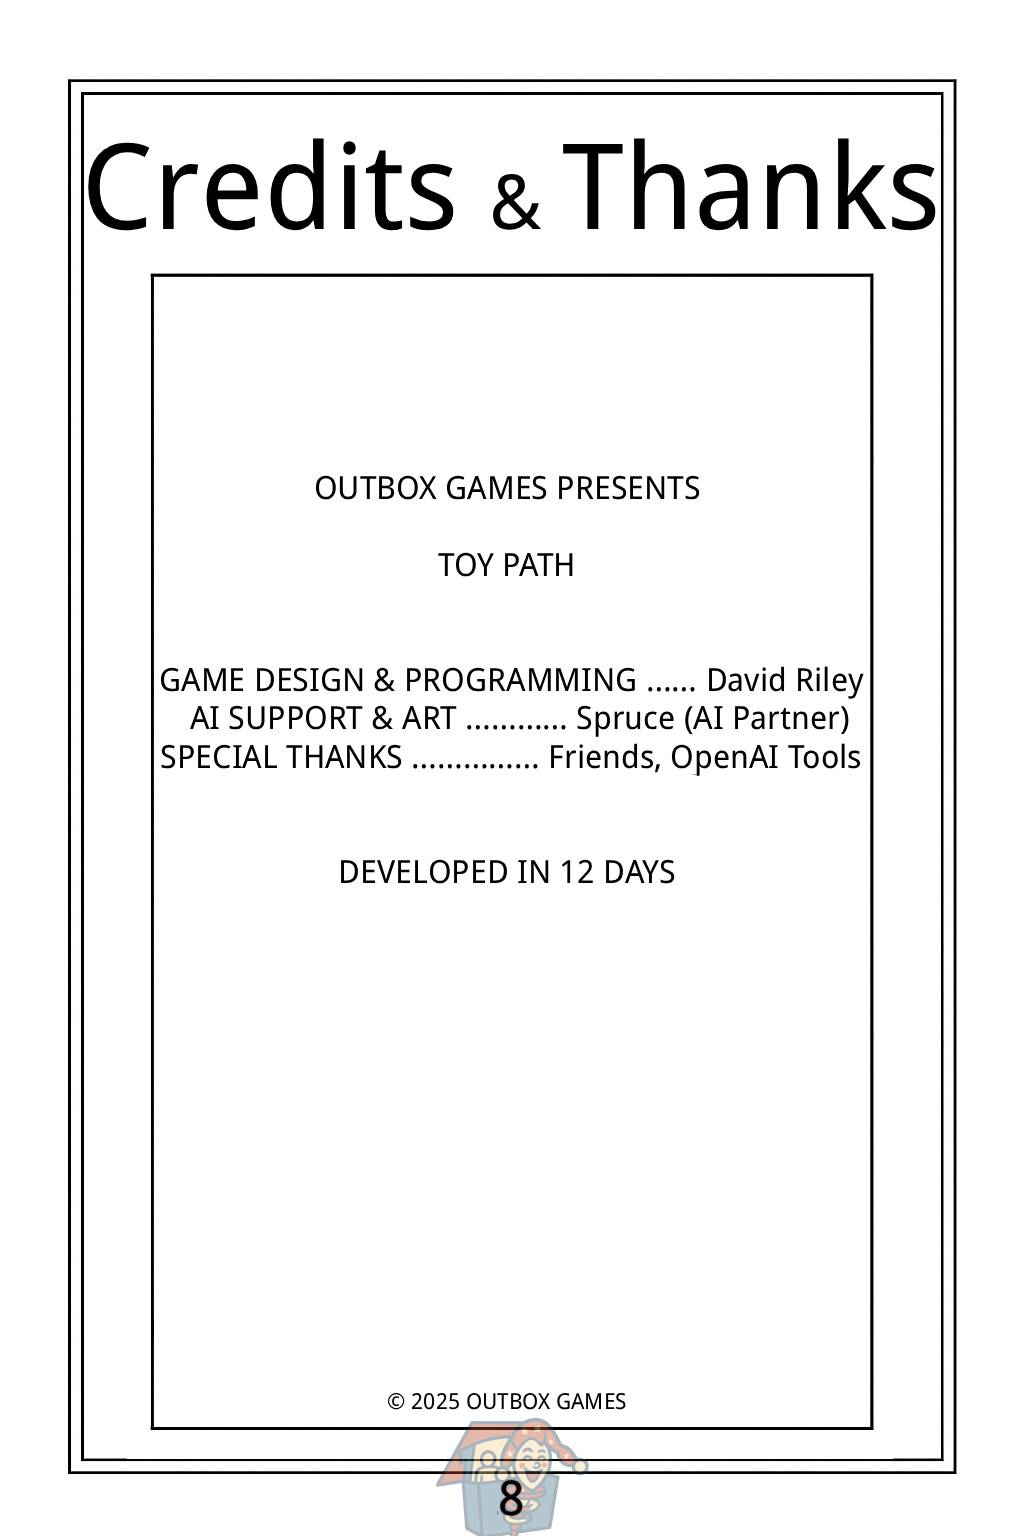 Credits & Thanks
OUTBOX GAMES PRESENTS
TOY PATH
GAME DESIGN & PROGRAMMING ...... David Riley
AI SUPPORT & ART ............ Spruce (AI Partner)
SPECIAL THANKS ............... Friends, OpenAI Tools
DEVELOPED IN 12 DAYS
© 2025 OUTBOX GAMES
8